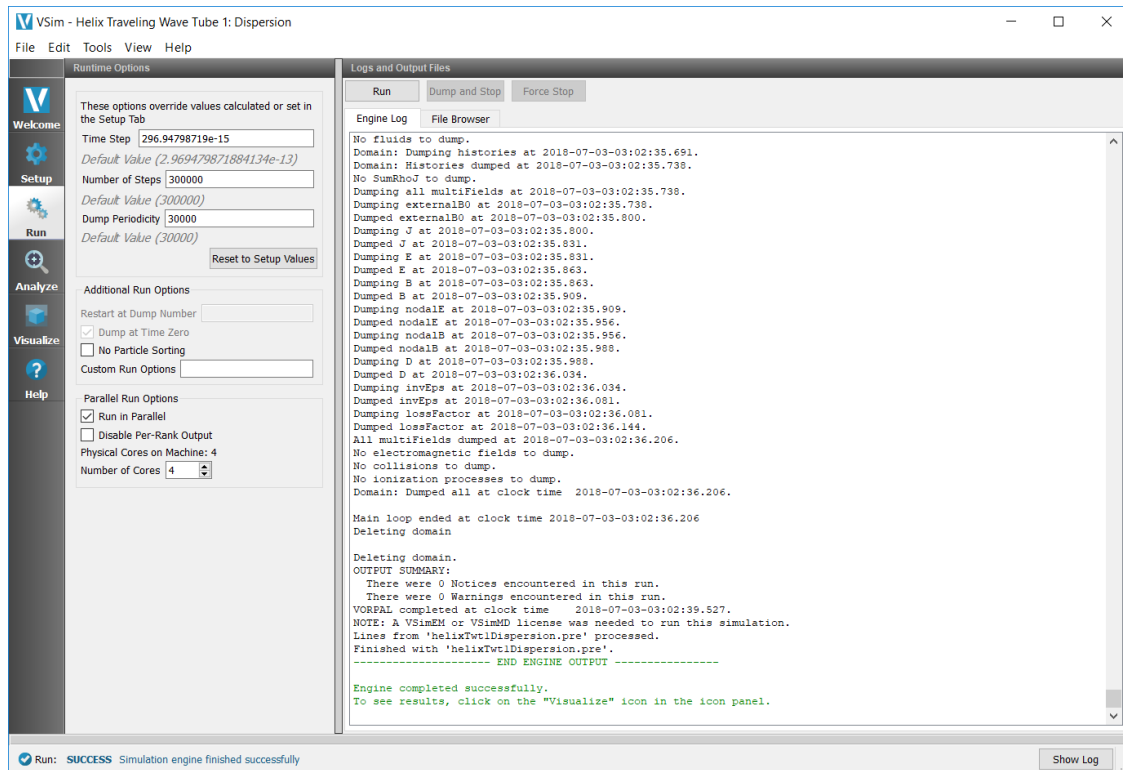 VSim - Helix Traveling Wave Tube 1: Dispersion
File Edit Tools View Help
Welcome
Setup
Run
Analyze
Visualize
Help
Runtime Options
These options override values calculated or set in
the Setup Tab
Time Step 296.94798719e-15
Default Value (2.969479871884134e-13)
Number of Steps 300000
Default Value (300000)
Dump Periodicity 30000
Default Value (30000)
Reset to Setup Values
Additional Run Options
Restart at Dump Number
Dump at Time Zero
No Particle Sorting
Custom Run Options
Parallel Run Options
Run in Parallel
Disable Per-Rank Output
Physical Cores on Machine: 4
Number of Cores 4
Logs and Output Files
Run Dump and Stop Force Stop
Engine Log File Browser
No fluids to dump.
Domain: Dumping histories at 2018-07-03-03:02:35.691.
Domain: Histories dumped at 2018-07-03-03:02:35.738.
No SumRhoJ to dump.
Dumping all multiFields at 2018-07-03-03:02:35.738.
Dumping externalB0 at 2018-07-03-03:02:35.738.
Dumped externalB0 at 2018-07-03-03:02:35.800.
Dumping J at 2018-07-03-03:02:35.800.
Dumped J at 2018-07-03-03:02:35.831.
Dumping E at 2018-07-03-03:02:35.831.
Dumped E at 2018-07-03-03:02:35.863.
Dumping B at 2018-07-03-03:02:35.863.
Dumped B at 2018-07-03-03:02:35.909.
Dumping nodalE at 2018-07-03-03:02:35.909.
Dumped nodalE at 2018-07-03-03:02:35.956.
Dumping nodalB at 2018-07-03-03:02:35.956.
Dumped nodalB at 2018-07-03-03:02:35.988.
Dumping D at 2018-07-03-03:02:35.988.
Dumped D at 2018-07-03-03:02:36.034.
Dumping invEps at 2018-07-03-03:02:36.034.
Dumped invEps at 2018-07-03-03:02:36.081.
Dumping lossFactor at 2018-07-03-03:02:36.081.
Dumped lossFactor at 2018-07-03-03:02:36.144.
All multiFields dumped at 2018-07-03-03:02:36.206.
No electromagnetic fields to dump.
No collisions to dump.
No ionization processes to dump.
Domain: Dumped all at clock time 2018-07-03-03:02:36.206.
Main loop ended at clock time 2018-07-03-03:02:36.206
Deleting domain
Deleting domain.
OUTPUT SUMMARY:
There were 0 Notices encountered in this run.
There were 0 Warnings encountered in this run.
VORPAL completed at clock time 2018-07-03-03:02:39.527.
NOTE: A VSimEM or VSimMD license was needed to run this simulation.
Lines from 'helixTwt1Dispersion.pre' processed.
Finished with 'helixTwt1Dispersion.pre'.
--------------------- END ENGINE OUTPUT ----------------
Engine completed successfully.
To see results, click on the "Visualize" icon in the icon panel.
Run: SUCCESS Simulation engine finished successfully
Show Log